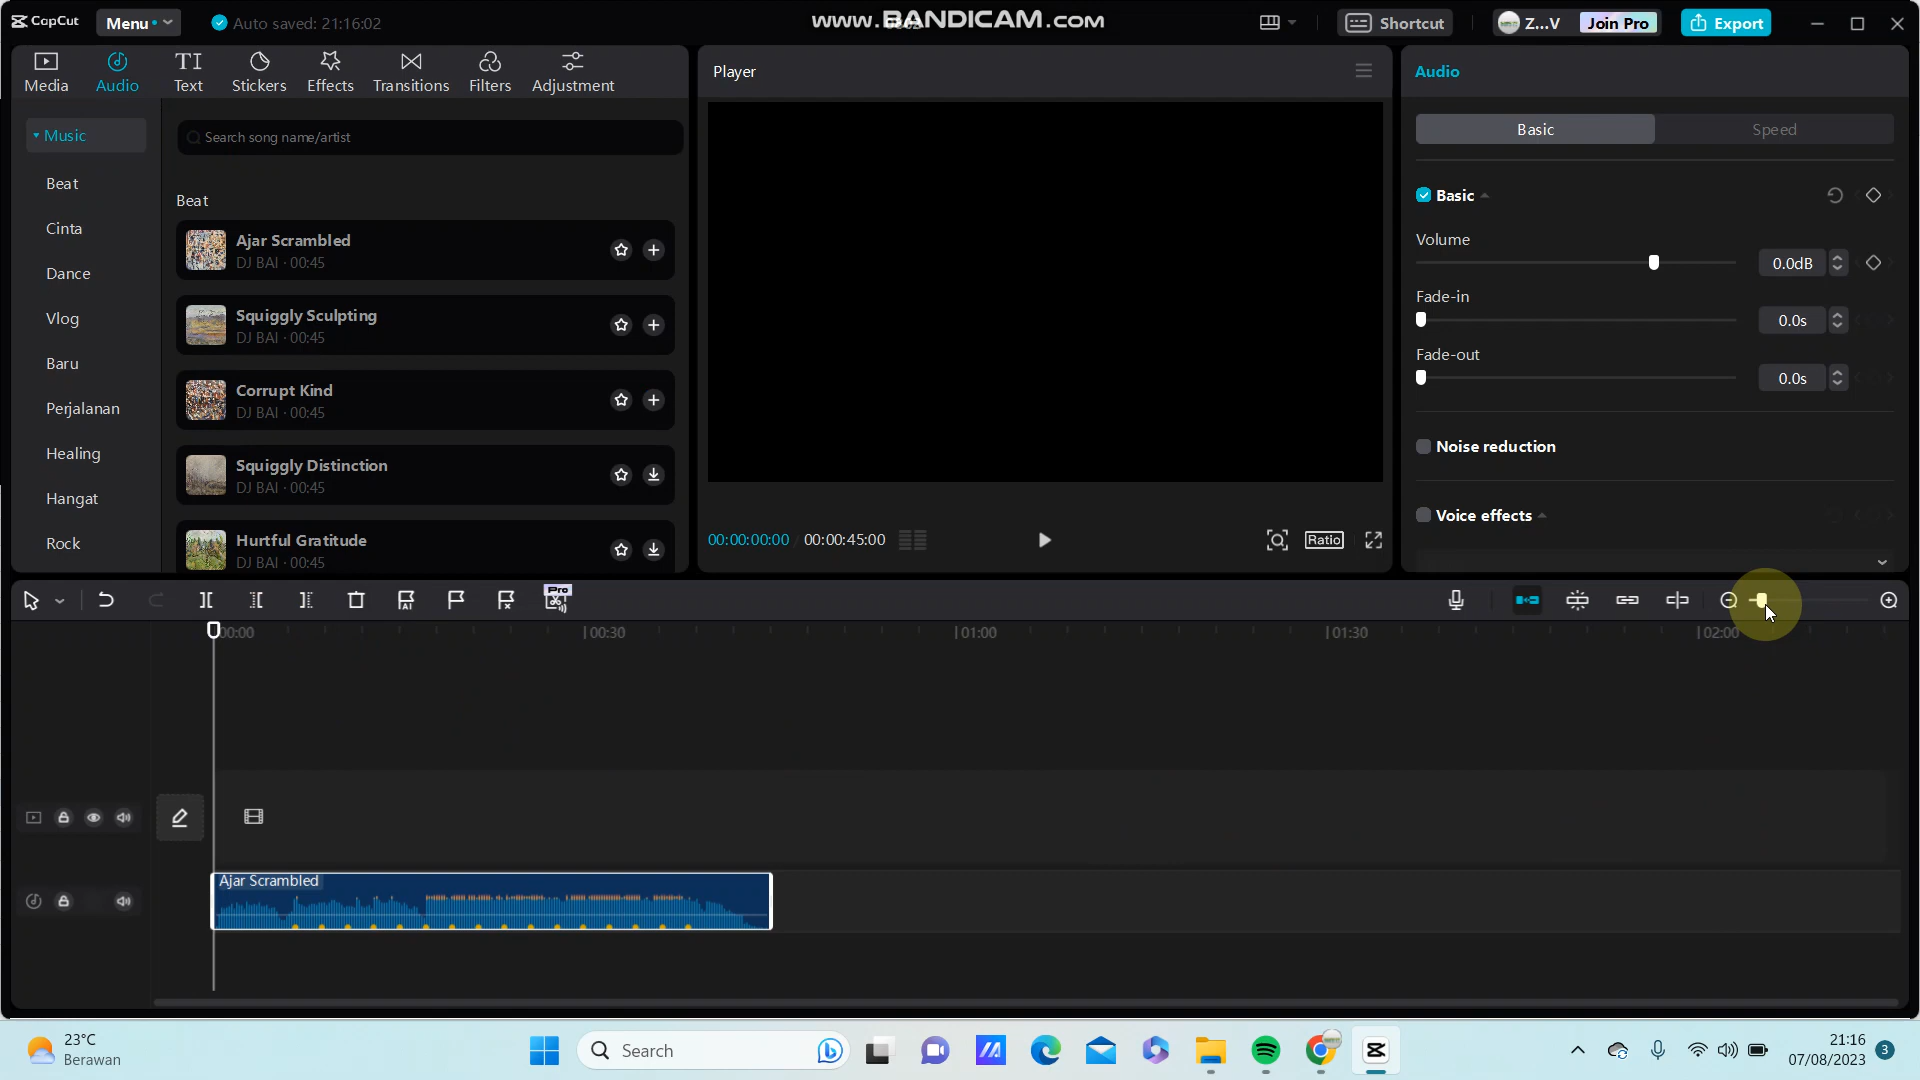 CapCut
Menu
Auto saved: 21:16:02
www.BANDICAM.com
Shortcut
Z...V
Join Pro
Export
Media
Audio
Text
Stickers
Effects
Transitions
Filters
Adjustment
Music
Beat
Cinta
Dance
Vlog
Baru
Perjalanan
Healing
Hangat
Rock
Search song name/artist
Beat
Ajar Scrambled
DJ BAI · 00:45
Squiggly Sculpting
DJ BAI · 00:45
Corrupt Kind
DJ BAI · 00:45
Squiggly Distinction
DJ BAI · 00:45
Hurtful Gratitude
DJ BAI · 00:45
Player
00:00:00:00
00:00:45:00
Ratio
Audio
Basic
Speed
Basic
Volume
0.0dB
Fade-in
0.0s
Fade-out
0.0s
Noise reduction
Voice effects
Pro
00:00
00:30
01:00
01:30
02:00
Ajar Scrambled
23°C
Berawan
Search
21:16
07/08/2023
3